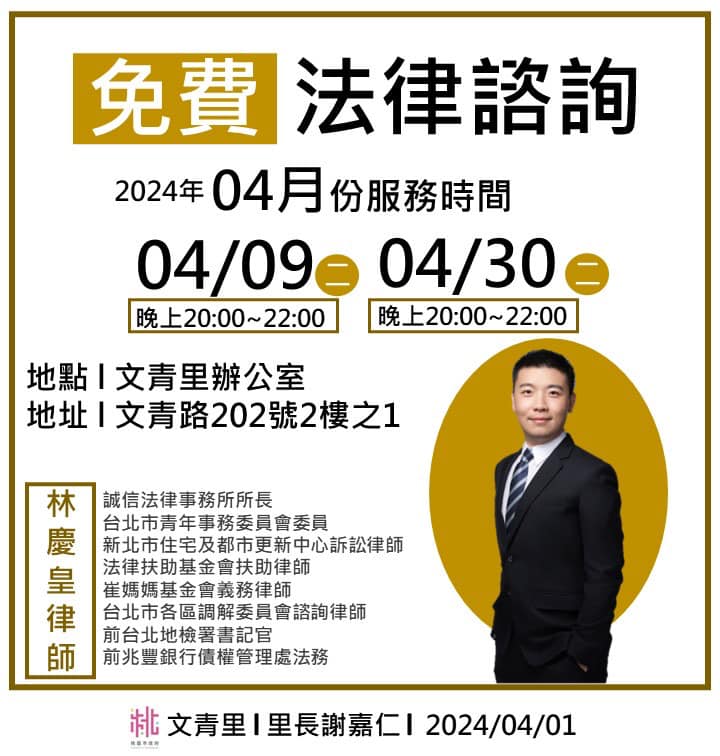 免費 法律諮詢
2024年 04月份服務時間
04/09 二 04/30 二
晚上20:00~22:00 晚上20:00~22:00
地點 | 文青里辦公室
地址 | 文青路202號2樓之1
林慶皇律師
誠信法律事務所所長
台北市青年事務委員會委員
新北市住宅及都市更新中心訴訟律師
法律扶助基金會扶助律師
崔媽媽基金會義務律師
台北市各區調解委員會諮詢律師
前台北地檢署書記官
前兆豐銀行債權管理處法務
桃園市政府
文青里 | 里長謝嘉仁 | 2024/04/01